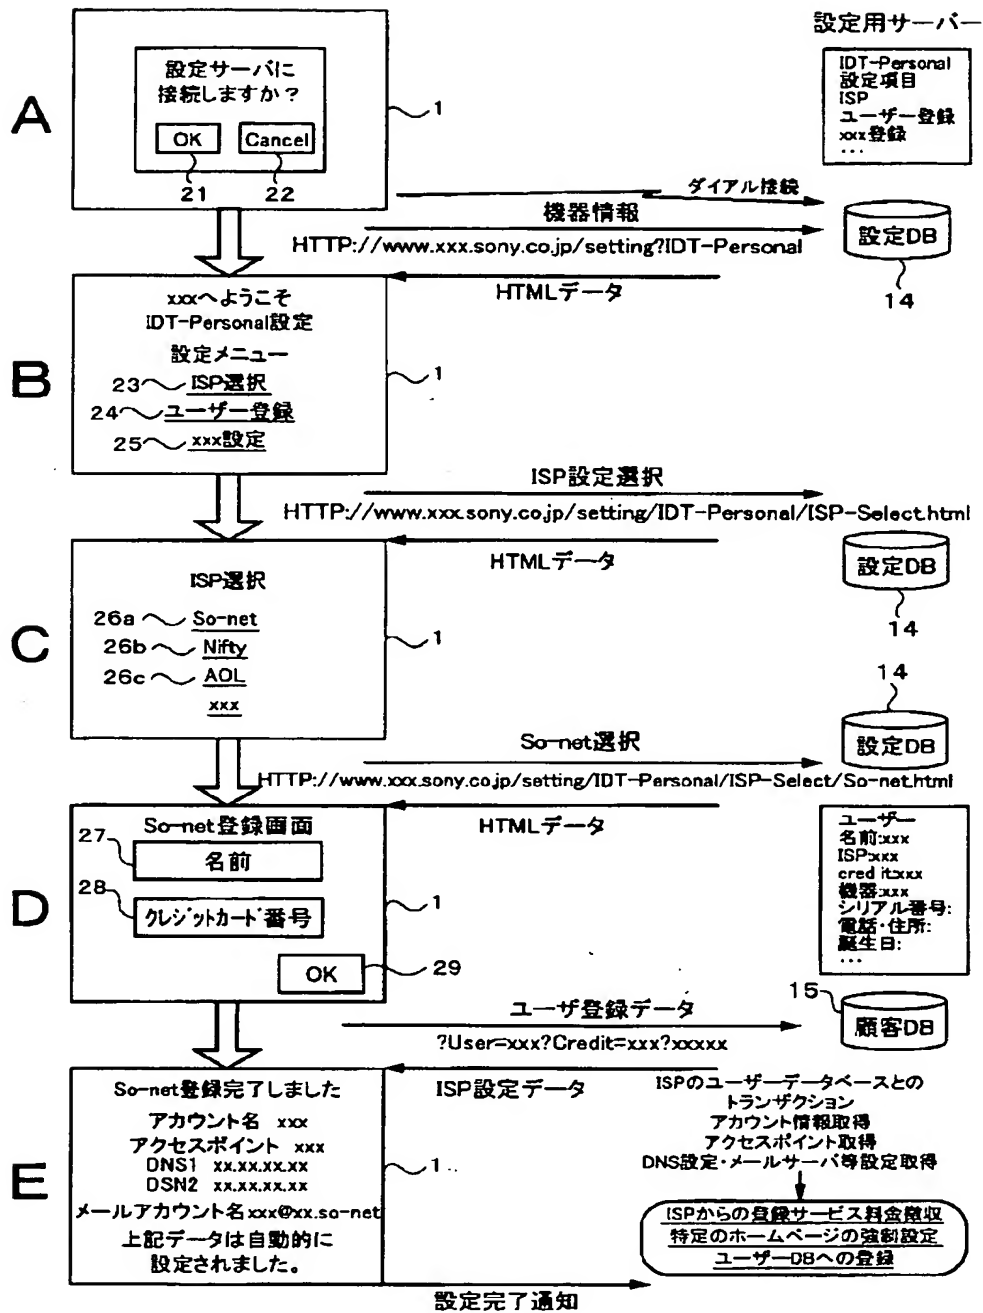 設定用サーバー
A
設定サーバに
接続しますか？
OK
Cancel
21
22
1
IDT-Personal
設定項目
ISP
ユーザー登録
xxx登録
...
ダイアル接続
機器情報
HTTP://www.xxx.sony.co.jp/setting?IDT-Personal
設定DB
14
HTMLデータ
B
xxxへようこそ
IDT-Personal設定
設定メニュー
23 ISP選択
24 ユーザー登録
25 xxx設定
1
ISP設定選択
HTTP://www.xxx.sony.co.jp/setting/IDT-Personal/ISP-Select.html
HTMLデータ
設定DB
14
C
ISP選択
26a So-net
26b Nifty
26c AOL
xxx
1
14
設定DB
So-net選択
HTTP://www.xxx.sony.co.jp/setting/IDT-Personal/ISP-Select/So-net.html
HTMLデータ
D
So-net登録画面
27 名前
28 クレジットカード番号
OK 29
1
ユーザー
名前:xxx
ISP:xxx
credit:xxx
機器:xxx
シリアル番号:
電話・住所:
誕生日:
...
15
顧客DB
ユーザ登録データ
?User=xxx?Credit=xxx?xxxxx
ISP設定データ
E
So-net登録完了しました
アカウント名 xxx
アクセスポイント xxx
DNS1 xx.xx.xx.xx
DSN2 xx.xx.xx.xx
メールアカウント名xxx@xx.so-net
上記データは自動的に
設定されました。
1
ISPのユーザーデータベースとの
トランザクション
アカウント情報取得
アクセスポイント取得
DNS設定・メールサーバ等設定取得
ISPからの登録サービス料金徴収
特定のホームページの強制設定
ユーザーDBへの登録
設定完了通知